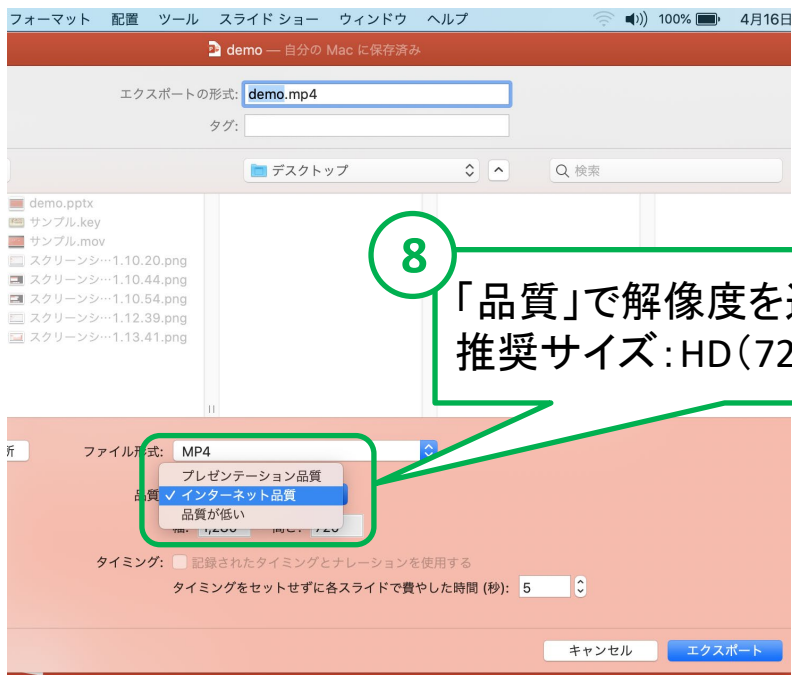 フォーマット 配置 ツール スライド ショー ウィンドウ ヘルプ 100% 4月16日
demo — 自分の Mac に保存済み
エクスポートの形式: demo.mp4
タグ:
デスクトップ 検索
demo.pptx
サンプル.key
サンプル.mov
スクリーンシ…1.10.20.png
スクリーンシ…1.10.44.png
スクリーンシ…1.10.54.png
スクリーンシ…1.12.39.png
スクリーンシ…1.13.41.png
8
「品質」で解像度を
推奨サイズ:HD(72
ファイル形式: MP4
プレゼンテーション品質
品質 ✓ インターネット品質
品質が低い
幅: 1,280 高さ: 720
タイミング: 記録されたタイミングとナレーションを使用する
タイミングをセットせずに各スライドで費やした時間 (秒): 5
キャンセル エクスポート